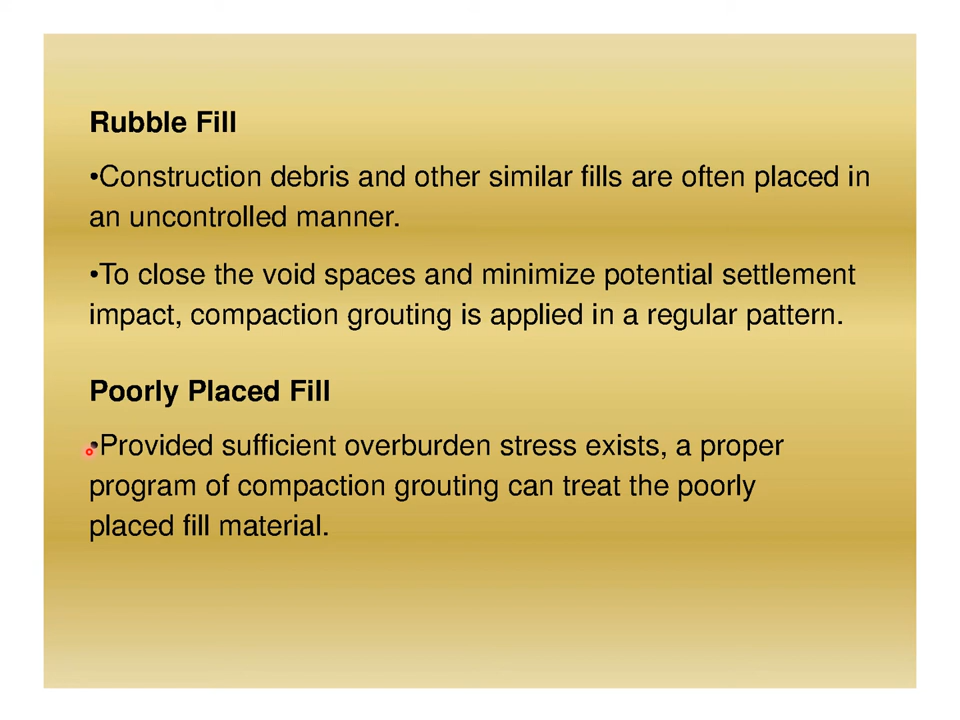 Rubble Fill
•Construction debris and other similar fills are often placed in
an uncontrolled manner.
•To close the void spaces and minimize potential settlement
impact, compaction grouting is applied in a regular pattern.
Poorly Placed Fill
•Provided sufficient overburden stress exists, a proper
program of compaction grouting can treat the poorly
placed fill material.